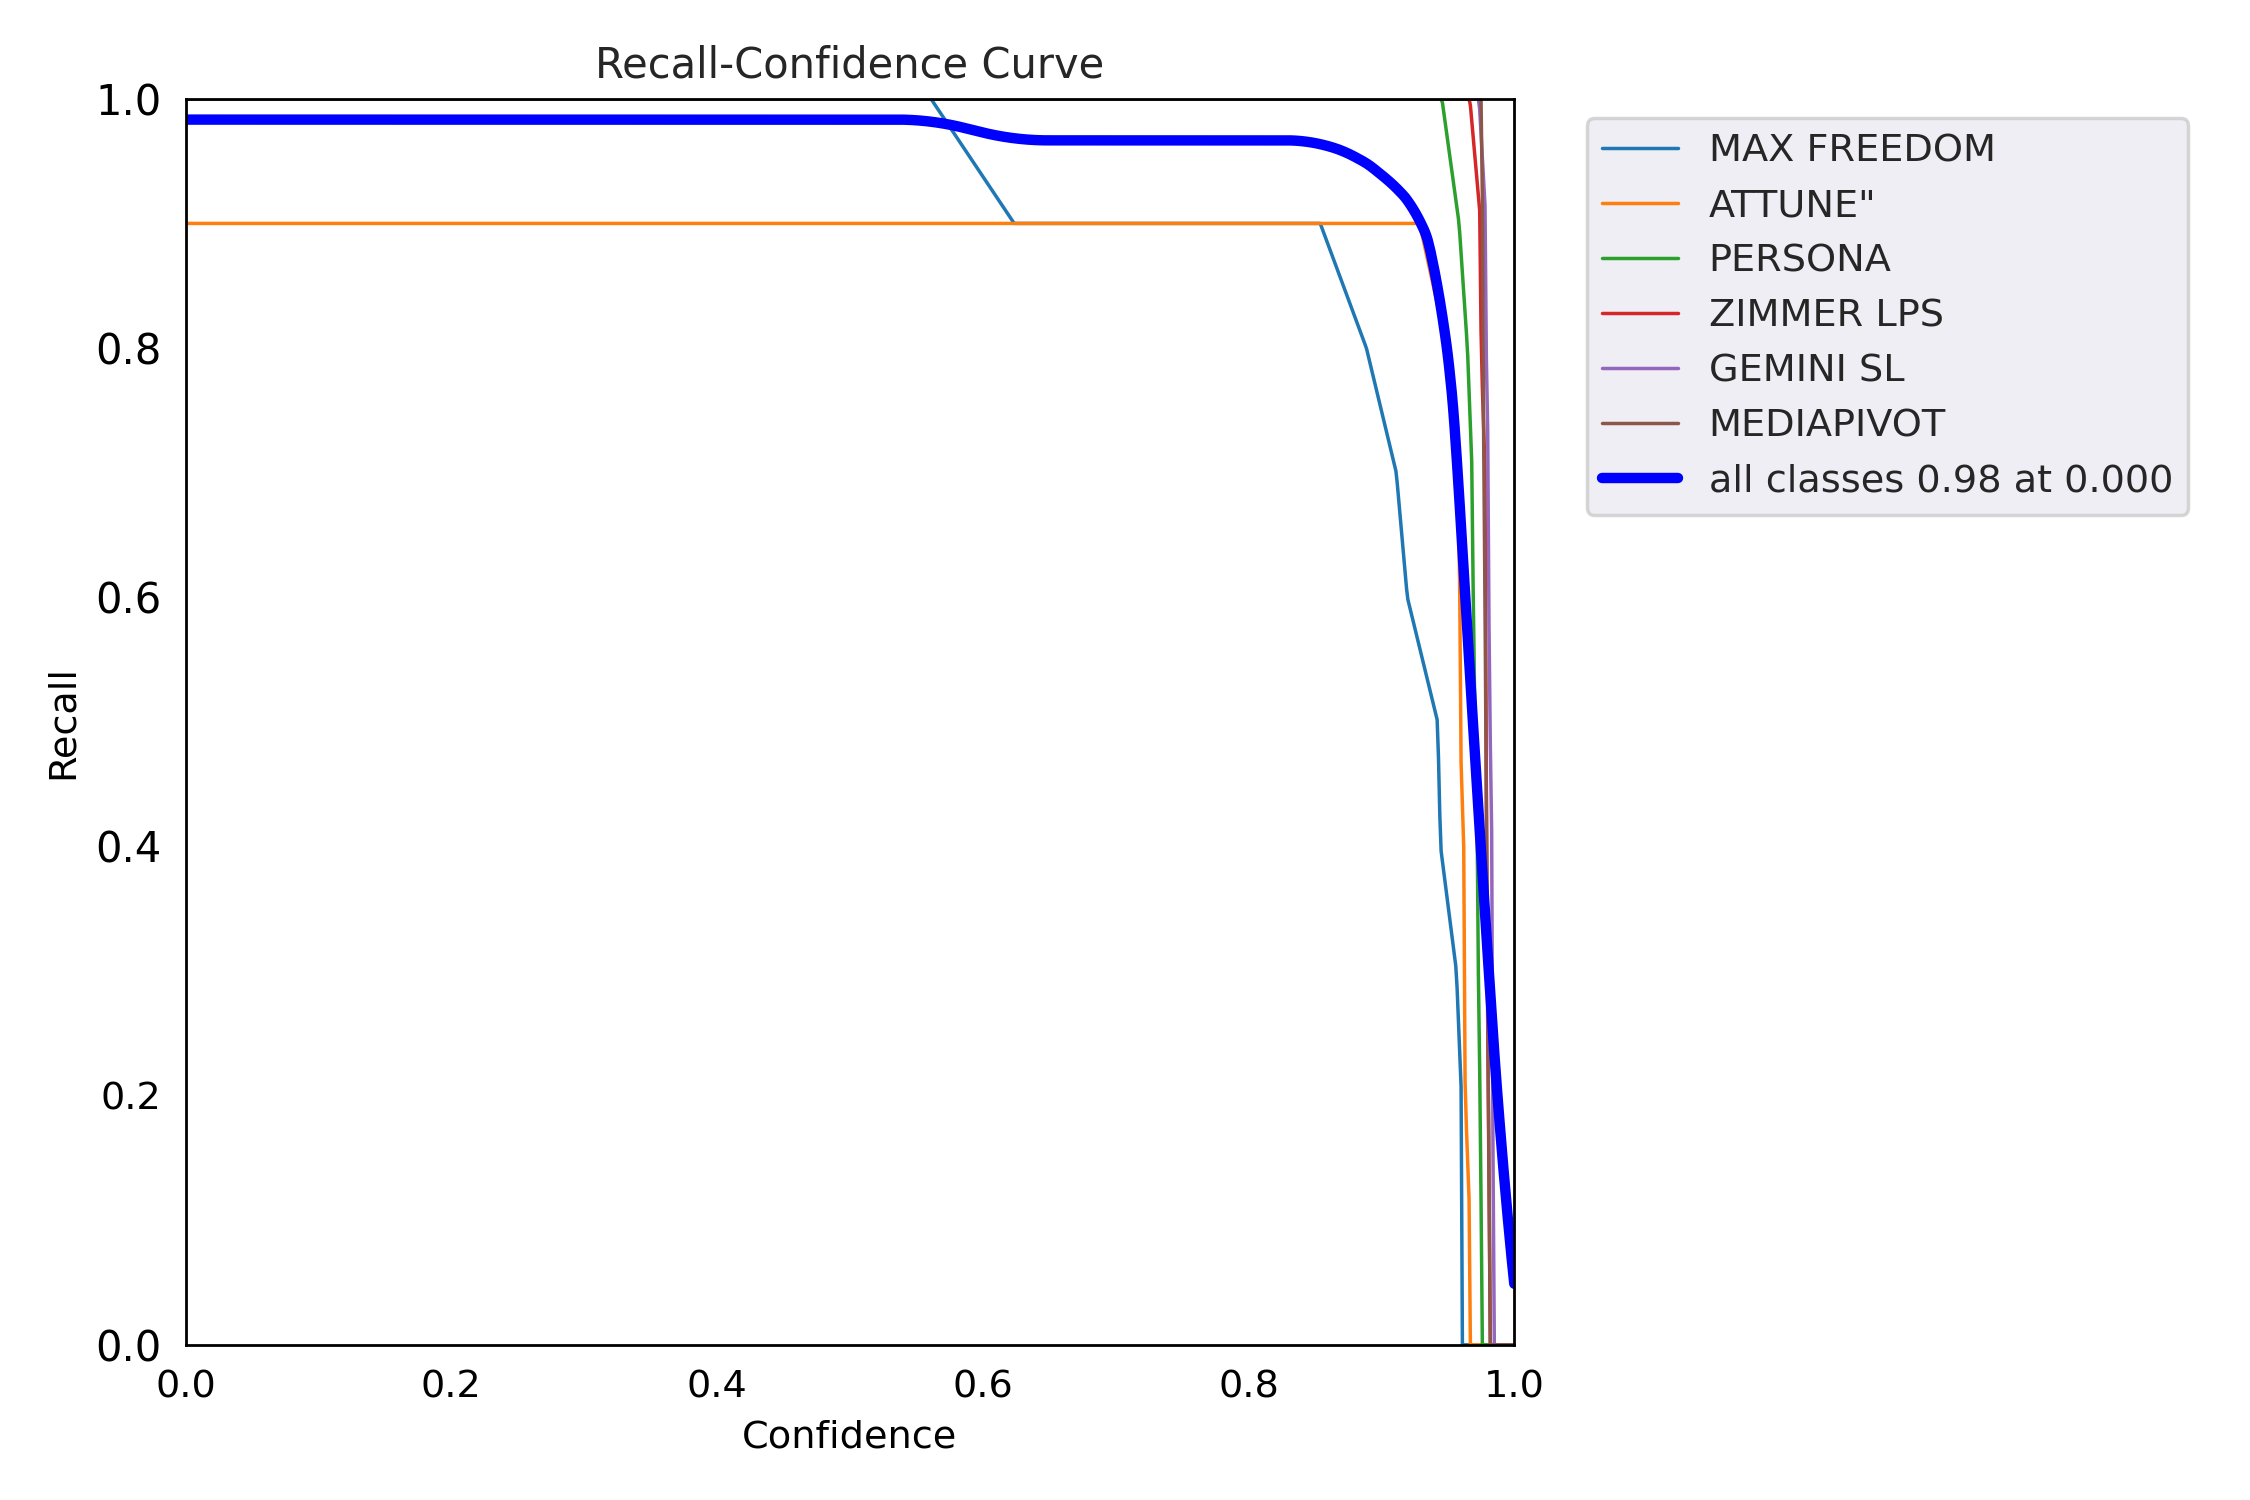 Recall-Confidence Curve
1.0
0.8
0.6
0.4
0.2
0.0
Recall
0.0 0.2 0.4 0.6 0.8 1.0
Confidence
MAX FREEDOM
ATTUNE"
PERSONA
ZIMMER LPS
GEMINI SL
MEDIAPIVOT
all classes 0.98 at 0.000